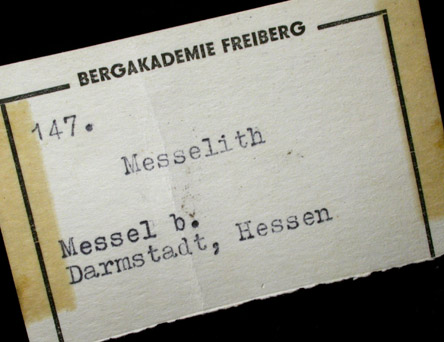 BERGAKADEMIE FREIBERG
147.
Messelith
Messel b.
Darmstadt, Hessen